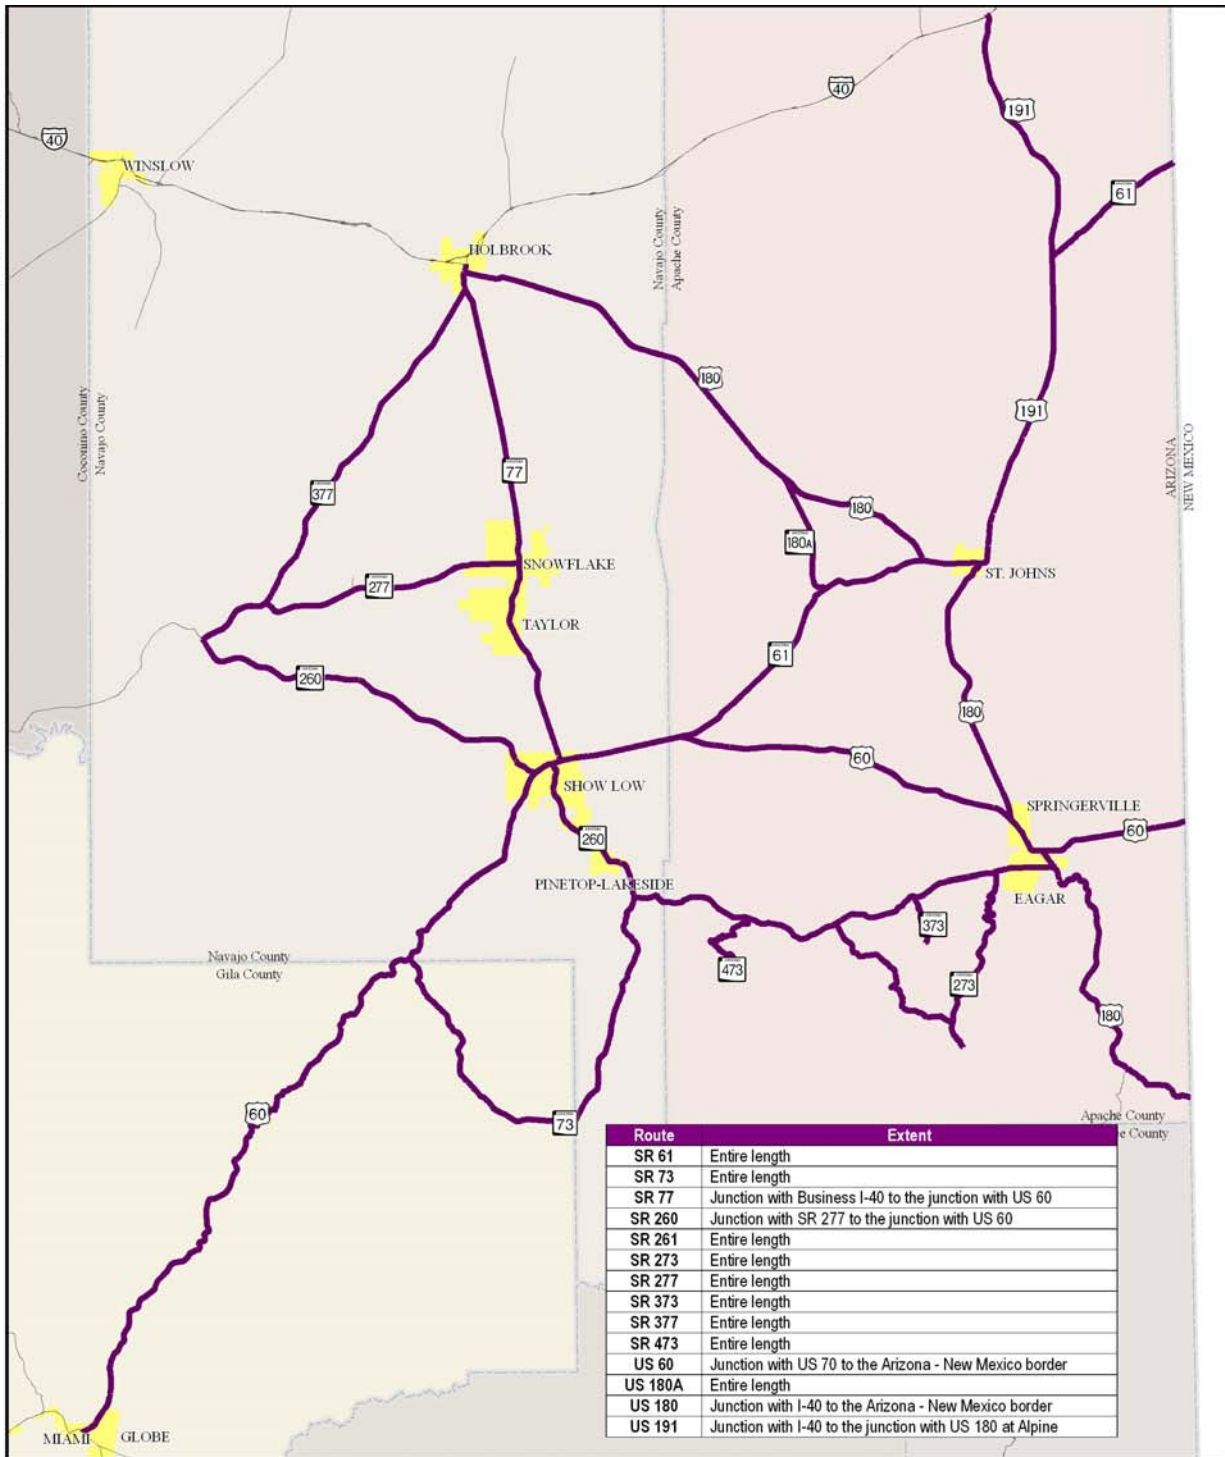 40
191
40
WINSLOW
61
HOLBROOK
Navajo County
Apache County
180
191
Coconino County
Navajo County
ARIZONA
NEW MEXICO
77
377
180
180A
SNOWFLAKE
ST. JOHNS
277
TAYLOR
61
260
180
60
SHOW LOW
SPRINGERVILLE
60
260
PINETOP-LAKESIDE
EAGAR
373
Navajo County
Gila County
473
273
180
60
73
Apache County
e County
Route Extent
SR 61 Entire length
SR 73 Entire length
SR 77 Junction with Business I-40 to the junction with US 60
SR 260 Junction with SR 277 to the junction with US 60
SR 261 Entire length
SR 273 Entire length
SR 277 Entire length
SR 373 Entire length
SR 377 Entire length
SR 473 Entire length
US 60 Junction with US 70 to the Arizona - New Mexico border
US 180A Entire length
US 180 Junction with I-40 to the Arizona - New Mexico border
US 191 Junction with I-40 to the junction with US 180 at Alpine
MIAMI
GLOBE